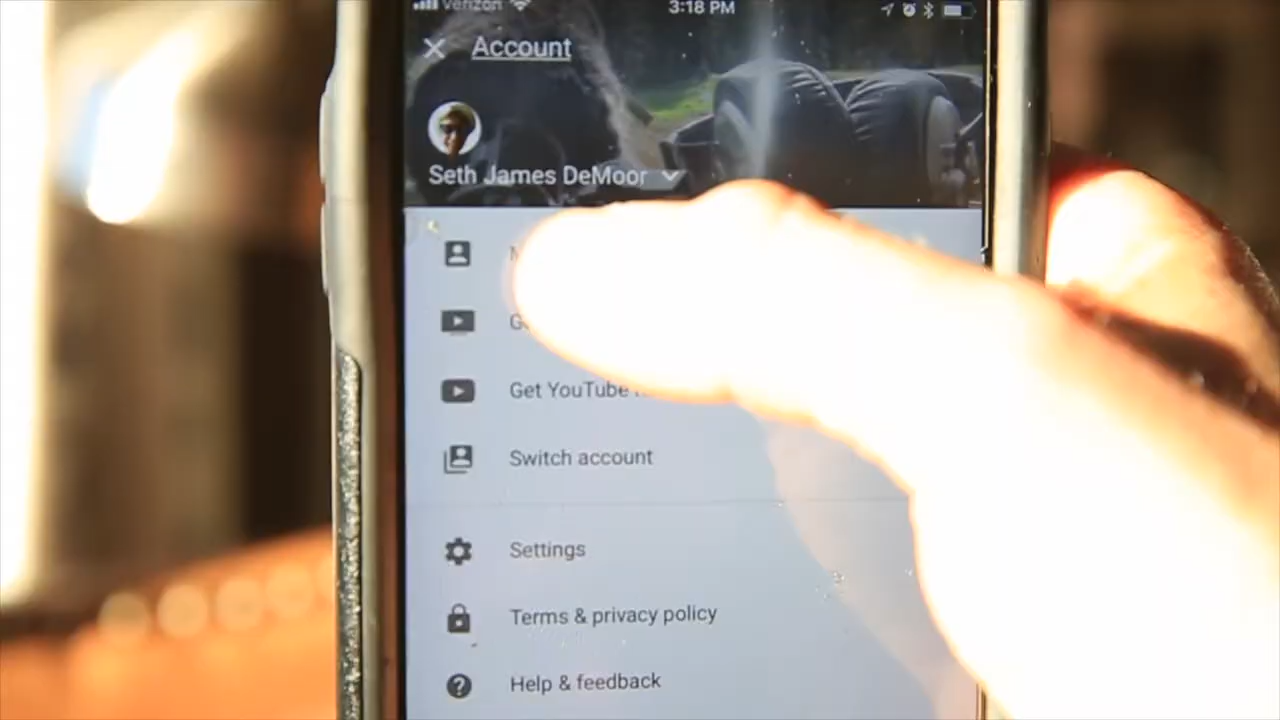 verizon 3:18 PM
Account
Seth James DeMoor
Get YouTube
Switch account
Settings
Terms & privacy policy
Help & feedback